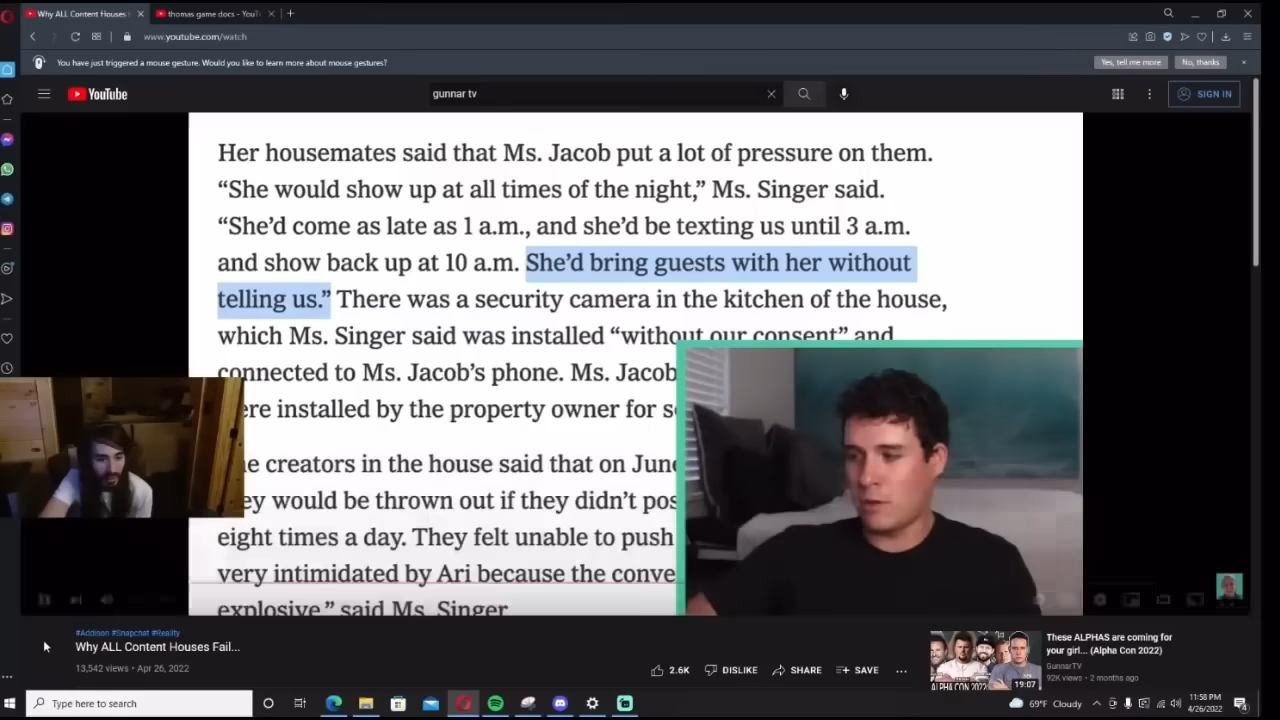 Why ALL Content Houses
thomas game docs - YouT
www.youtube.com/watch
You have just triggered a mouse gesture. Would you like to learn more about mouse gestures?
Yes, tell me more
No, thanks
YouTube
gunnar tv
SIGN IN
Her housemates said that Ms. Jacob put a lot of pressure on them.
“She would show up at all times of the night,” Ms. Singer said.
“She’d come as late as 1 a.m., and she’d be texting us until 3 a.m.
and show back up at 10 a.m. She’d bring guests with her without
telling us.” There was a security camera in the kitchen of the house,
which Ms. Singer said was installed “without our consent” and
connected to Ms. Jacob’s phone. Ms. Jacob
ere installed by the property owner for s
e creators in the house said that on June
ey would be thrown out if they didn’t pos
eight times a day. They felt unable to push
very intimidated by Ari because the conve
explosive,” said Ms. Singer
#Addison #Snapchat #Reality
Why ALL Content Houses Fail...
13,542 views • Apr 26, 2022
2.6K
DISLIKE
SHARE
SAVE
These ALPHAS are coming for
your girl... (Alpha Con 2022)
GunnarTV
92K views • 2 months ago
ALPHA CON 2022
19:07
Type here to search
69°F Cloudy
11:58 PM
4/26/2022